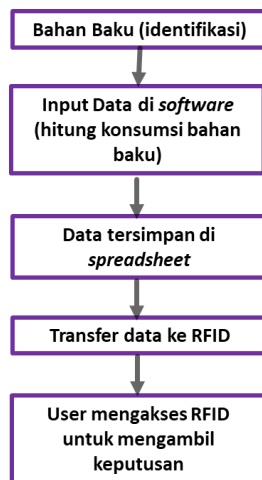 Bahan Baku (identifikasi)
Input Data di software
(hitung konsumsi bahan
baku)
Data tersimpan di
spreadsheet
Transfer data ke RFID
User mengakses RFID
untuk mengambil
keputusan